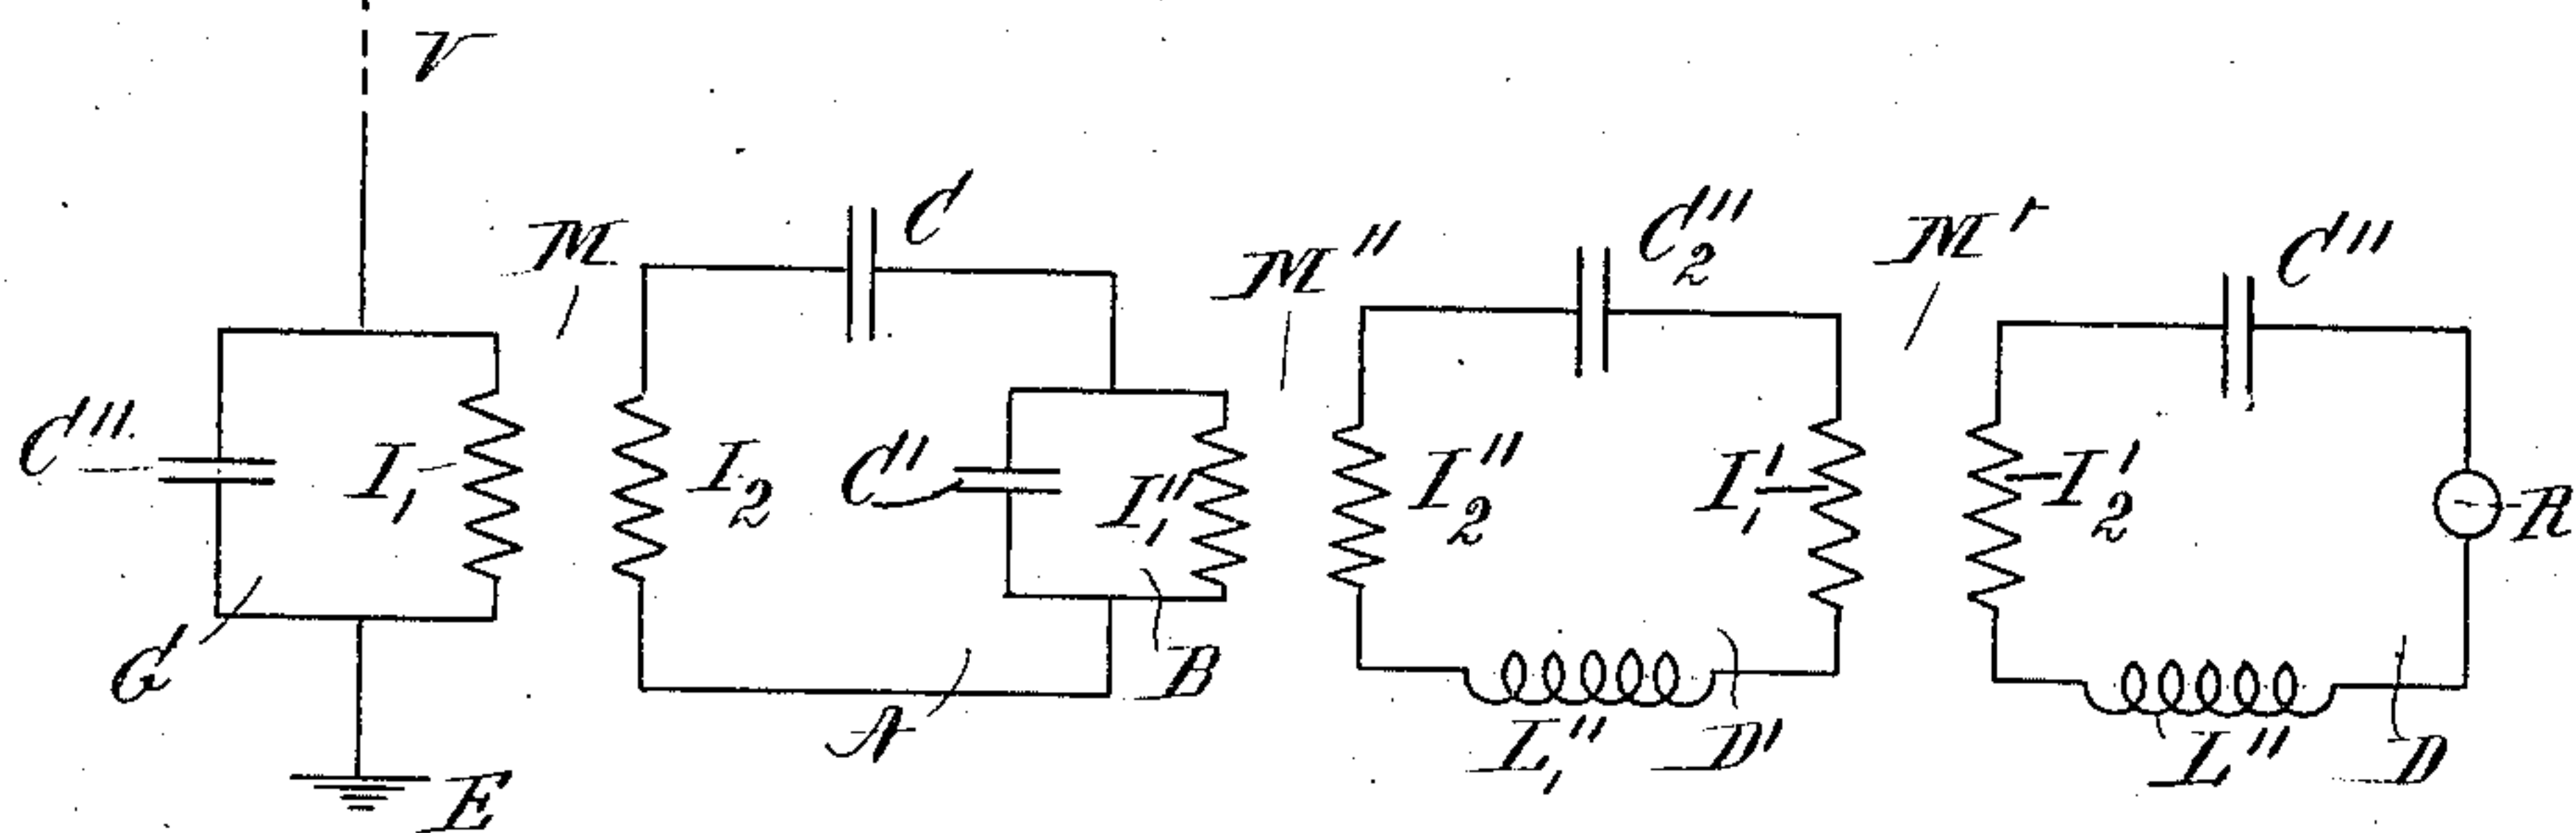 V
M
C
M"
C"₂
M'
C"
C'''
I₁
I₂
C'
I"₁
I"₂
I'₁
I'₂
R
G
A
B
L"₁
D'
L"
D
E